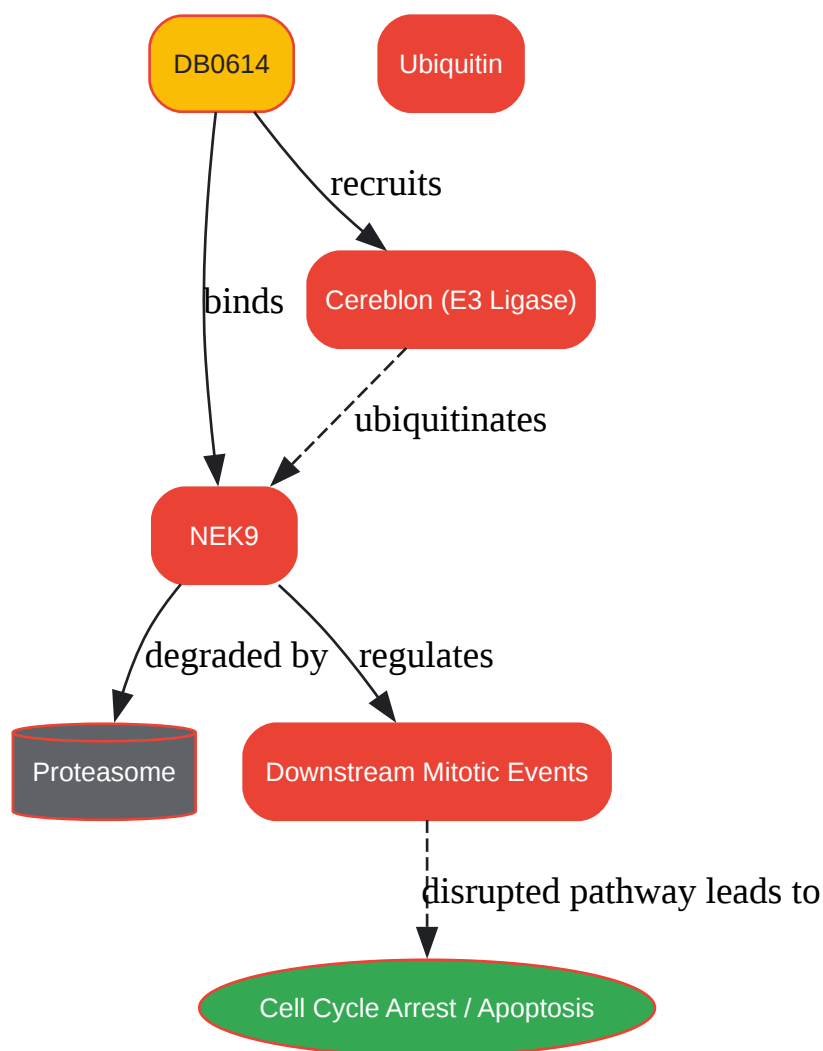 DB0614
Ubiquitin
recruits
binds
Cereblon (E3 Ligase)
ubiquitinates
NEK9
degraded by
regulates
Proteasome
Downstream Mitotic Events
disrupted pathway leads to
Cell Cycle Arrest / Apoptosis